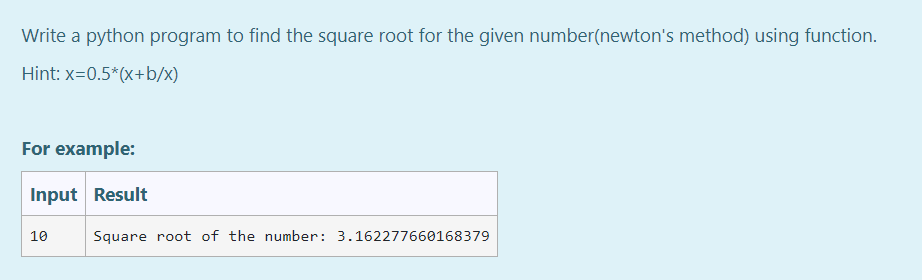 Write a python program to find the square root for the given number(newton's method) using function.
Hint: x=0.5*(x+b/x)
For example:
Input Result
10 Square root of the number: 3.162277660168379